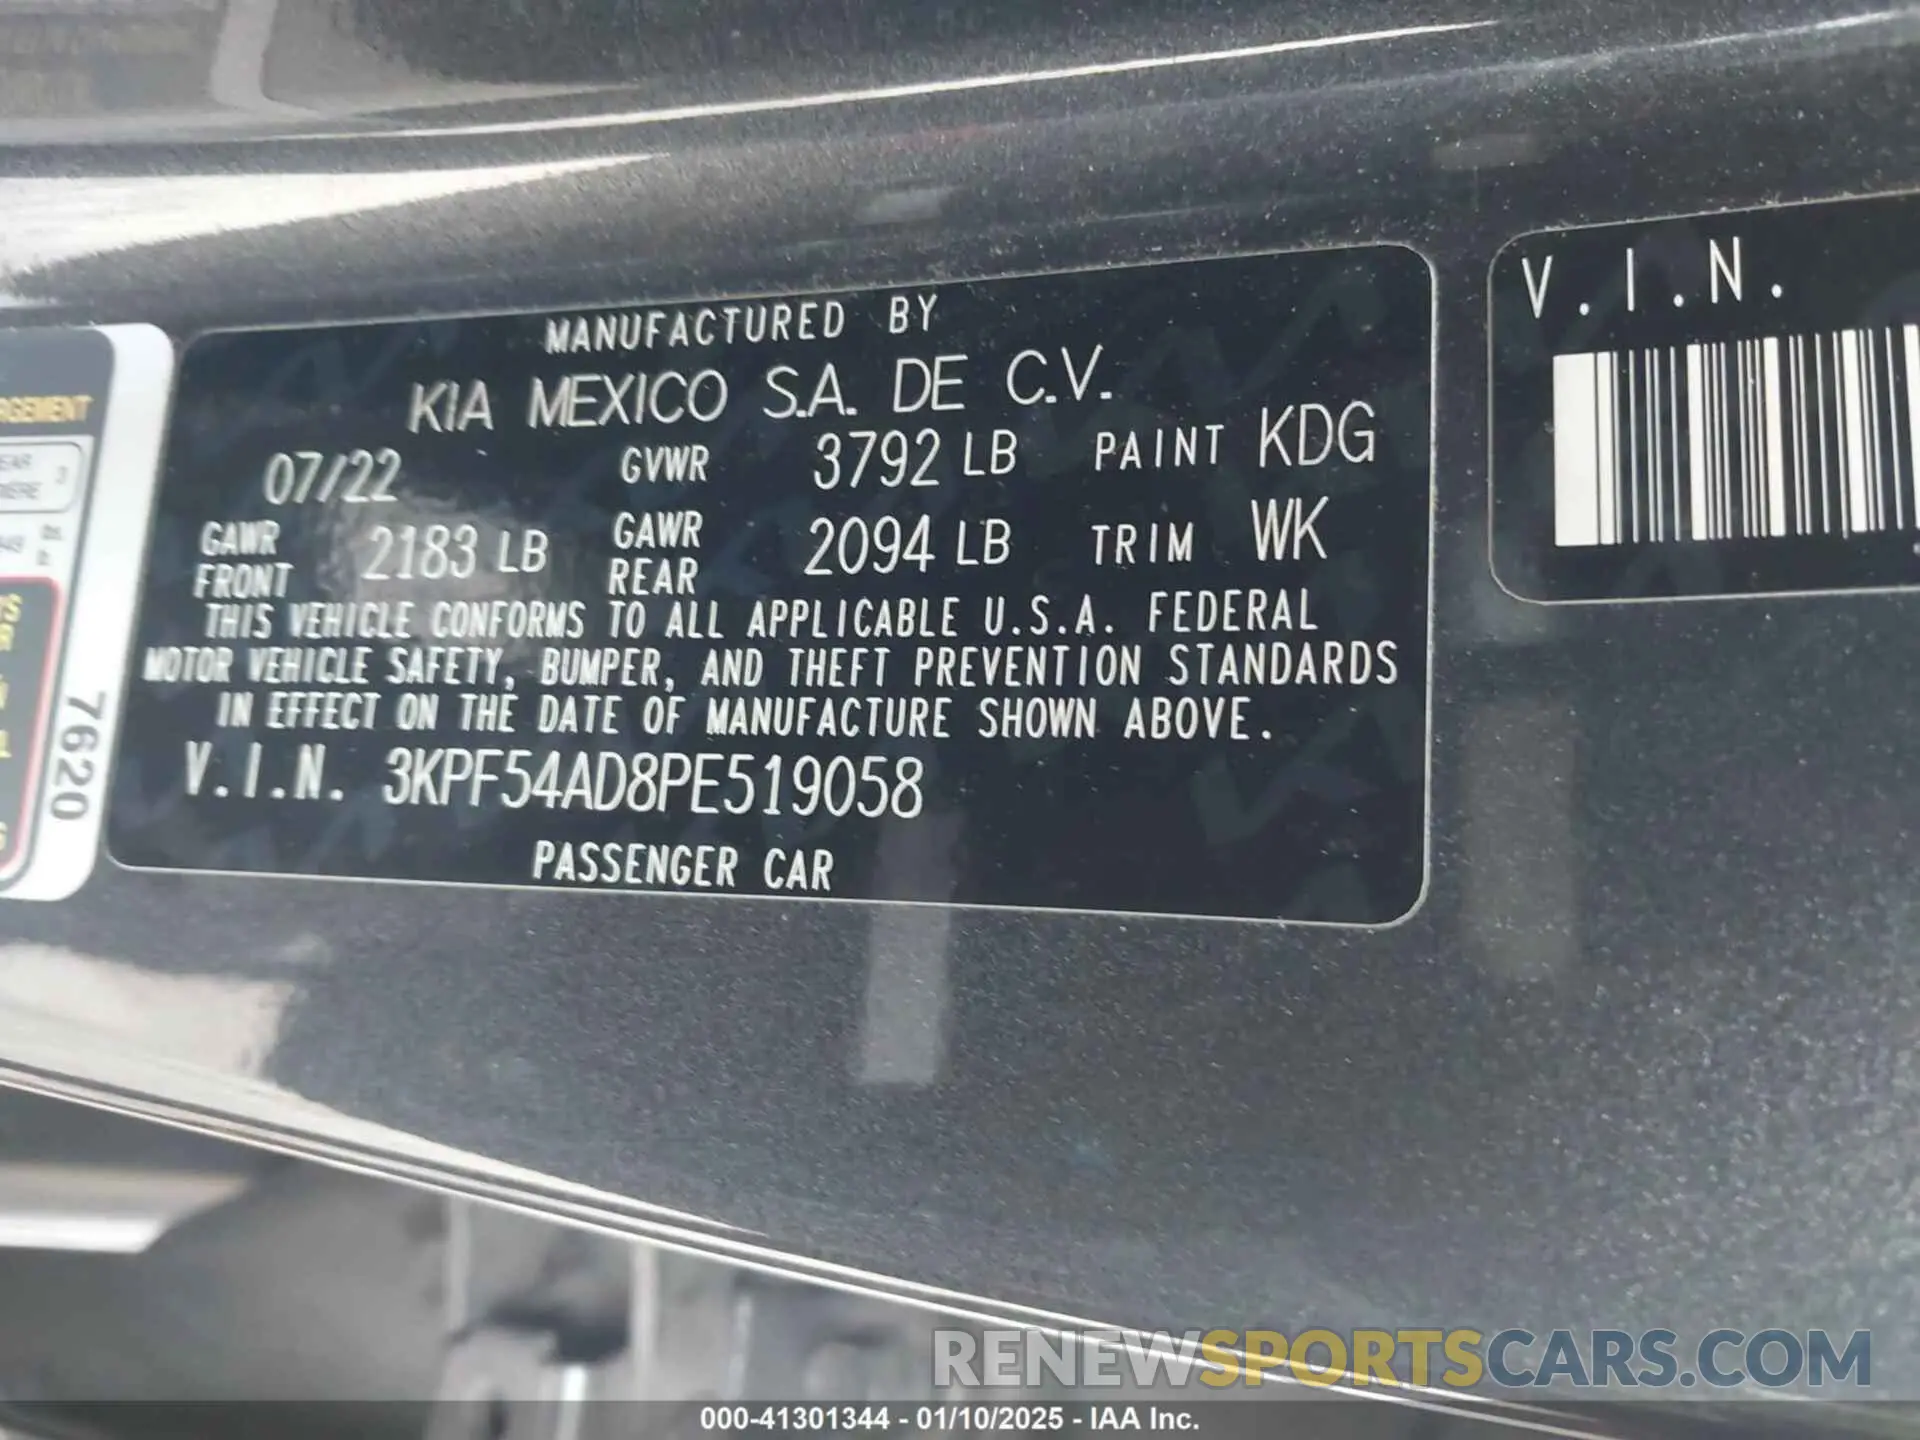 MANUFACTURED BY
KIA MEXICO S.A. DE C.V.
07/22 GVWR 3792 LB PAINT KDG
GAWR FRONT 2183 LB GAWR REAR 2094 LB TRIM WK
THIS VEHICLE CONFORMS TO ALL APPLICABLE U.S.A. FEDERAL
MOTOR VEHICLE SAFETY, BUMPER, AND THEFT PREVENTION STANDARDS
IN EFFECT ON THE DATE OF MANUFACTURE SHOWN ABOVE.
V.I.N. 3KPF54AD8PE519058
PASSENGER CAR
V.I.N.
7620
RENEWSPORTSCARS.COM
000-41301344 - 01/10/2025 - IAA Inc.